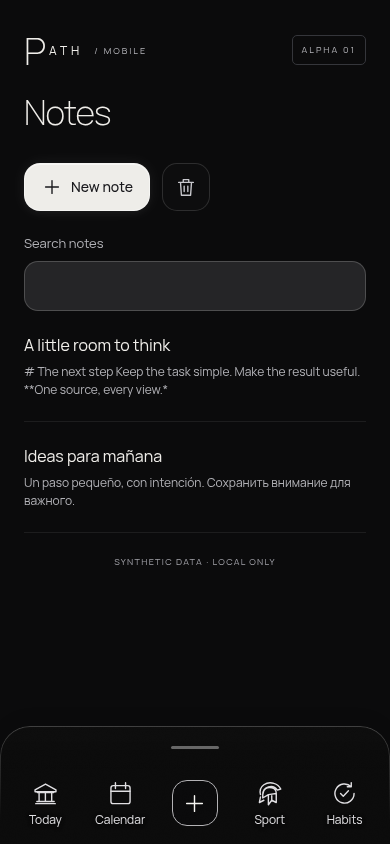 PATH / MOBILE
ALPHA 01
Notes
New note
Search notes
A little room to think
# The next step Keep the task simple. Make the result useful.
**One source, every view.*
Ideas para mañana
Un paso pequeño, con intención. Сохранить внимание для
важного.
SYNTHETIC DATA · LOCAL ONLY
Today
Calendar
Sport
Habits